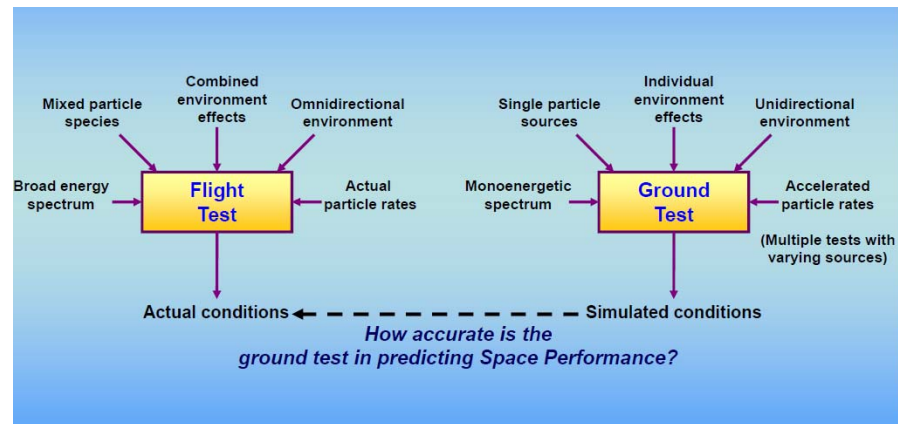 Mixed particle
species
Combined
environment
effects
Omnidirectional
environment
Broad energy
spectrum
Flight
Test
Actual
particle rates
Single particle
sources
Individual
environment
effects
Unidirectional
environment
Monoenergetic
spectrum
Ground
Test
Accelerated
particle rates
(Multiple tests with
varying sources)
Actual conditions
Simulated conditions
How accurate is the
ground test in predicting Space Performance?